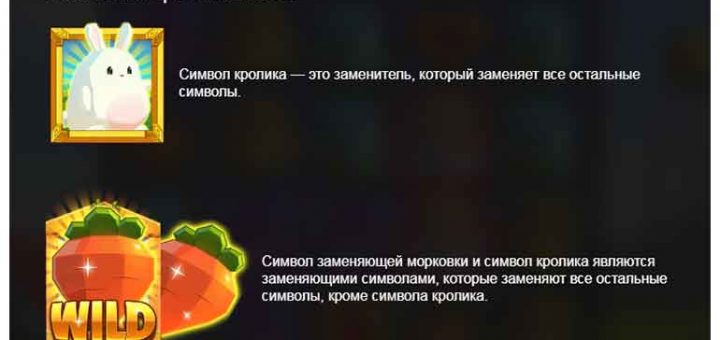 Символ кролика — это заменитель, который заменяет все остальные
символы.
WILD
Символ заменяющей морковки и символ кролика являются
заменяющими символами, которые заменяют все остальные
символы, кроме символа кролика.